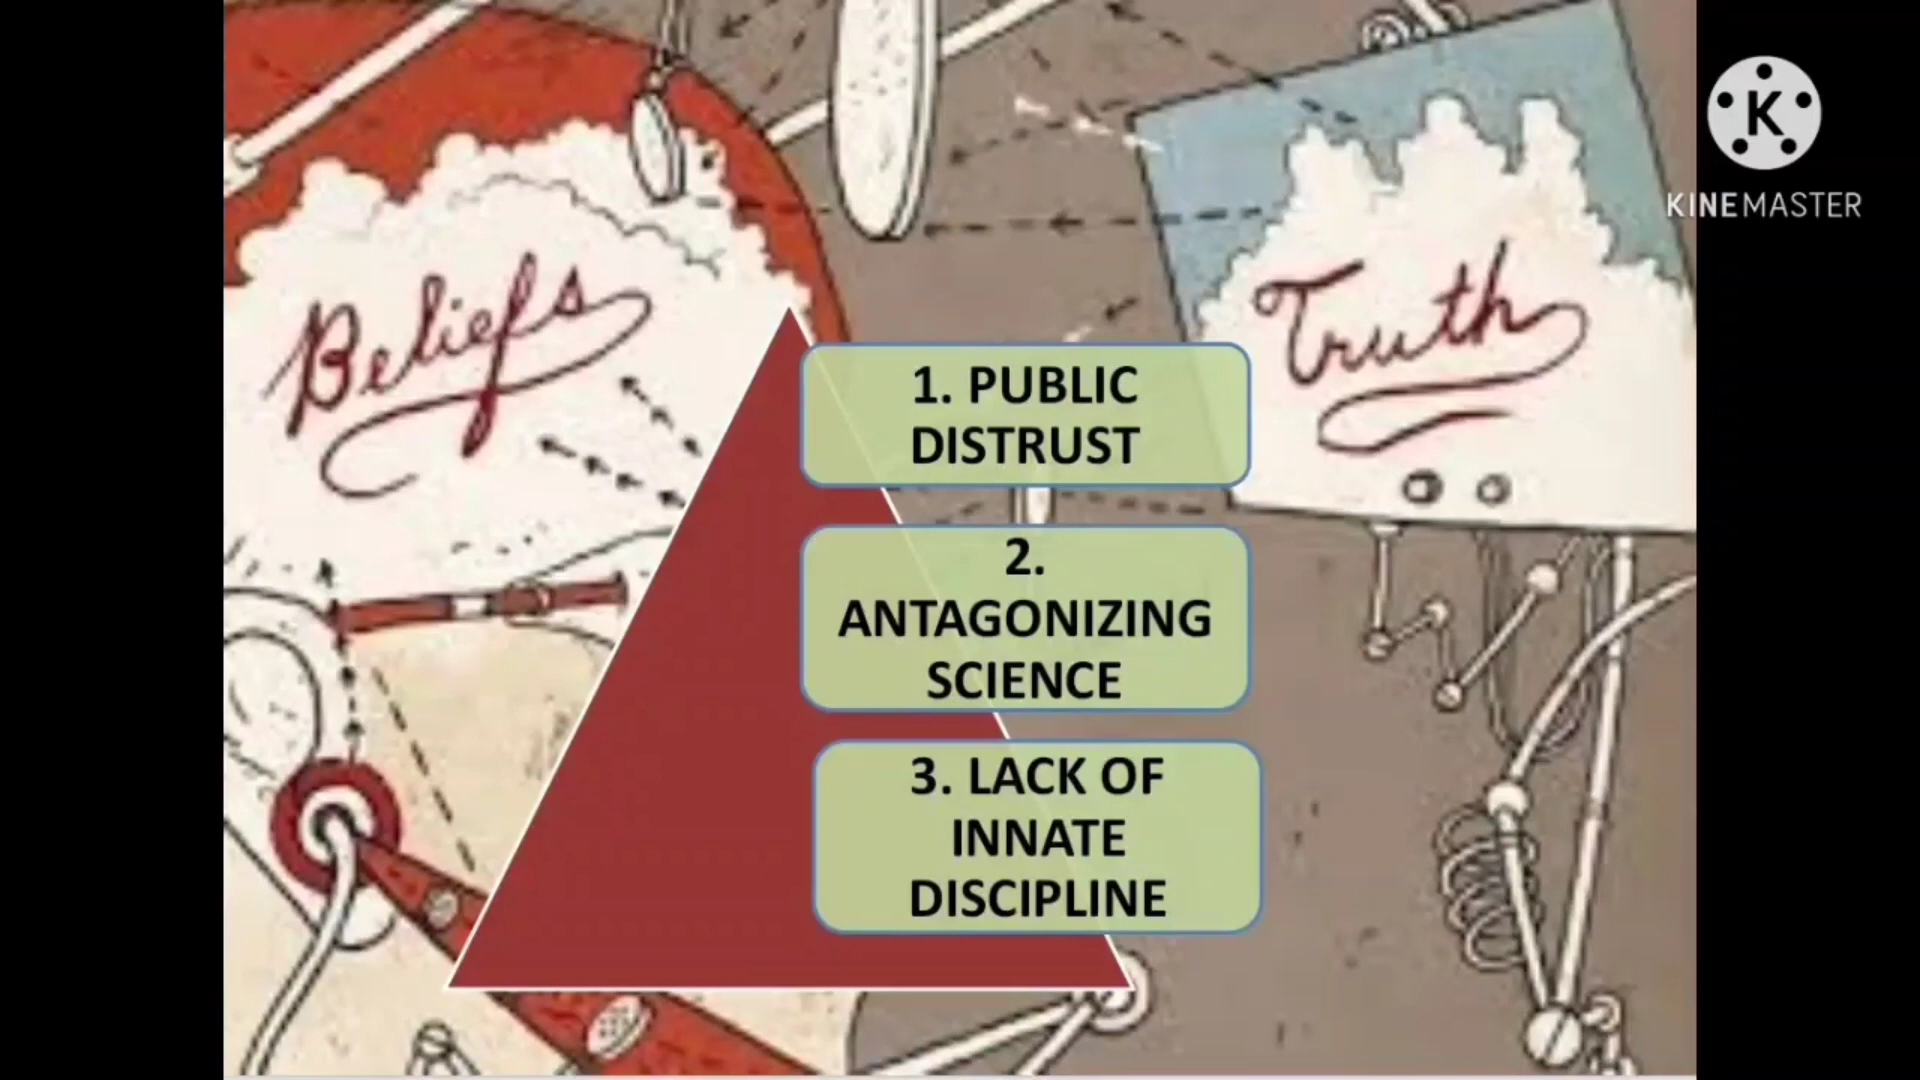 Beliefs
Truth
1. PUBLIC
DISTRUST
2.
ANTAGONIZING
SCIENCE
3. LACK OF
INNATE
DISCIPLINE
K
KINEMASTER